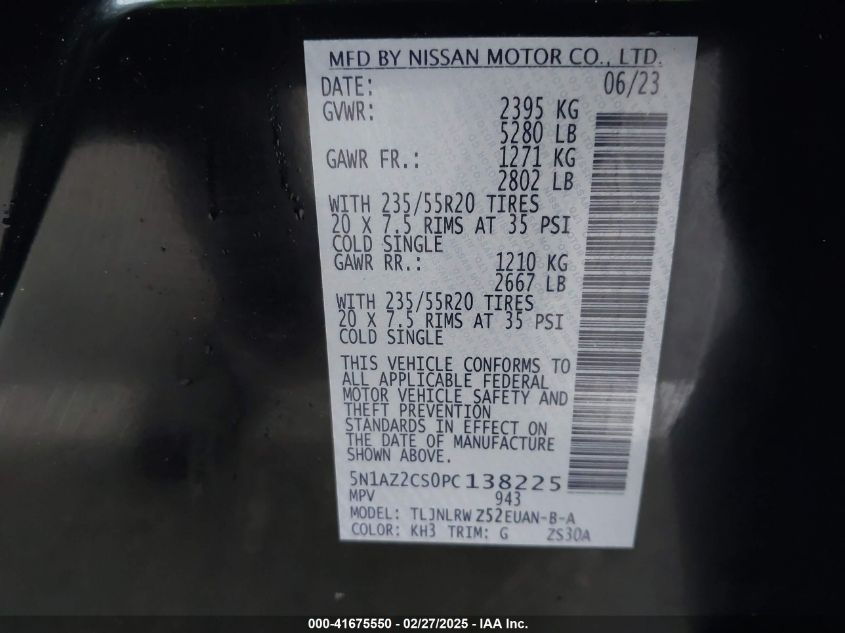 MFD BY NISSAN MOTOR CO., LTD.
DATE: 06/23
GVWR: 2395 KG
5280 LB
GAWR FR.: 1271 KG
2802 LB
WITH 235/55R20 TIRES
20 X 7.5 RIMS AT 35 PSI
COLD SINGLE
GAWR RR.: 1210 KG
2667 LB
WITH 235/55R20 TIRES
20 X 7.5 RIMS AT 35 PSI
COLD SINGLE
THIS VEHICLE CONFORMS TO
ALL APPLICABLE FEDERAL
MOTOR VEHICLE SAFETY AND
THEFT PREVENTION
STANDARDS IN EFFECT ON
THE DATE OF MANUFACTURE
SHOWN ABOVE.
5N1AZ2CS0PC138225
MPV 943
MODEL: TLJNLRW Z52EUAN-B-A
COLOR: KH3 TRIM: G ZS30A
000-41675550 - 02/27/2025 - IAA Inc.